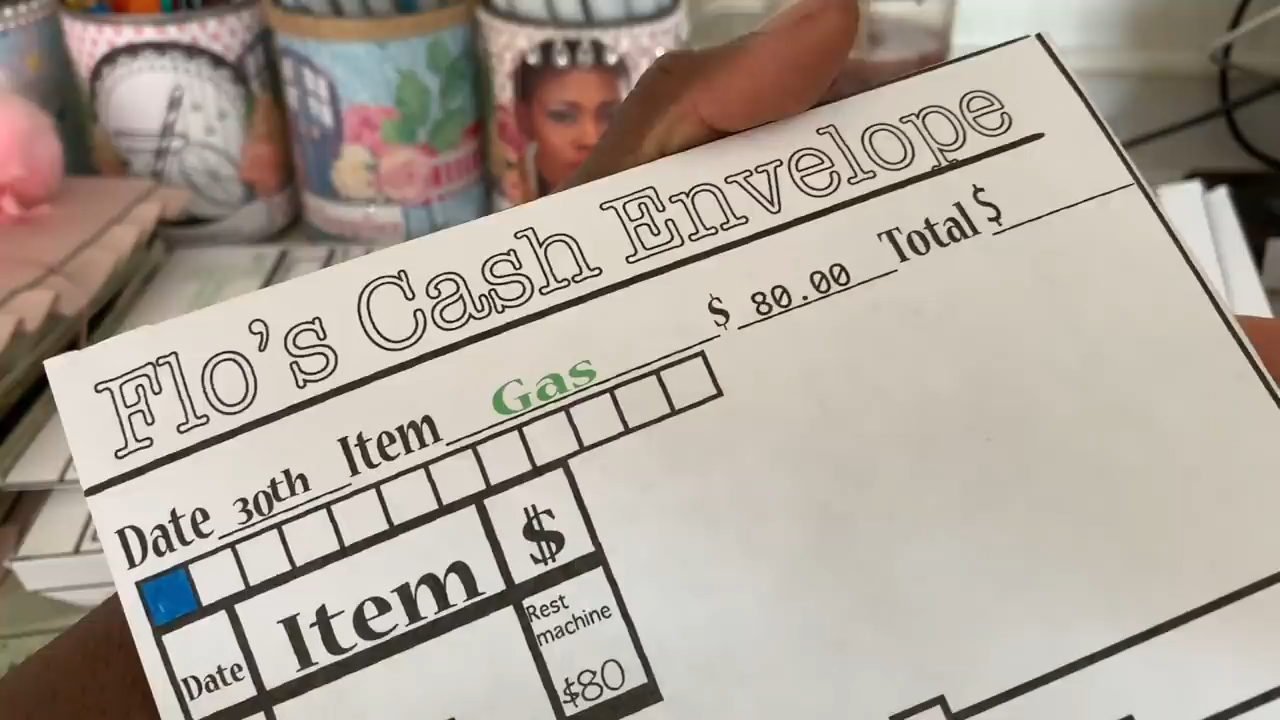 Flo's Cash Envelope
Date 30th Item Gas $ 80.00 Total $
Date Item $
Rest
machine
$80